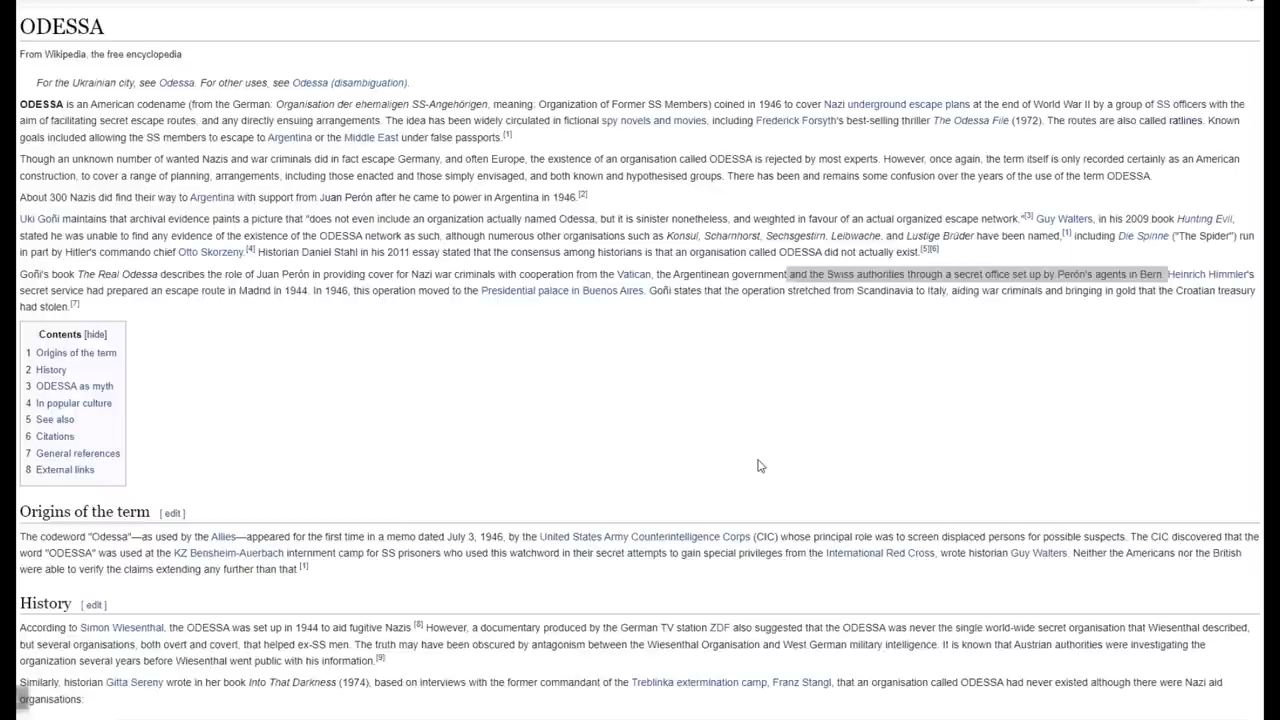 ODESSA
From Wikipedia, the free encyclopedia
For the Ukrainian city, see Odessa. For other uses, see Odessa (disambiguation).
ODESSA is an American codename (from the German: Organisation der ehemaligen SS-Angehörigen, meaning: Organization of Former SS Members) coined in 1946 to cover Nazi underground escape plans at the end of World War II by a group of SS officers with the
aim of facilitating secret escape routes, and any directly ensuing arrangements. The idea has been widely circulated in fictional spy novels and movies, including Frederick Forsyth's best-selling thriller The Odessa File (1972). The routes are also called ratlines. Known
goals included allowing the SS members to escape to Argentina or the Middle East under false passports.[1]
Though an unknown number of wanted Nazis and war criminals did in fact escape Germany, and often Europe, the existence of an organisation called ODESSA is rejected by most experts. However, once again, the term itself is only recorded certainly as an American
construction, to cover a range of planning, arrangements, including those enacted and those simply envisaged, and both known and hypothesised groups. There has been and remains some confusion over the years of the use of the term ODESSA.
About 300 Nazis did find their way to Argentina with support from Juan Perón after he came to power in Argentina in 1946.[2]
Uki Goñi maintains that archival evidence paints a picture that "does not even include an organization actually named Odessa, but it is sinister nonetheless, and weighted in favour of an actual organized escape network."[3] Guy Walters, in his 2009 book Hunting Evil,
stated he was unable to find any evidence of the existence of the ODESSA network as such, although numerous other organisations such as Konsul, Scharnhorst, Sechsgestirn, Leibwache, and Lustige Brüder have been named,[1] including Die Spinne ("The Spider") run
in part by Hitler's commando chief Otto Skorzeny.[4] Historian Daniel Stahl in his 2011 essay stated that the consensus among historians is that an organisation called ODESSA did not actually exist.[5][6]
Goñi's book The Real Odessa describes the role of Juan Perón in providing cover for Nazi war criminals with cooperation from the Vatican, the Argentinean government and the Swiss authorities through a secret office set up by Perón's agents in Bern. Heinrich Himmler's
secret service had prepared an escape route in Madrid in 1944. In 1946, this operation moved to the Presidential palace in Buenos Aires. Goñi states that the operation stretched from Scandinavia to Italy, aiding war criminals and bringing in gold that the Croatian treasury
had stolen.[7]
Contents [hide]
1 Origins of the term
2 History
3 ODESSA as myth
4 In popular culture
5 See also
6 Citations
7 General references
8 External links
Origins of the term [ edit ]
The codeword "Odessa"—as used by the Allies—appeared for the first time in a memo dated July 3, 1946, by the United States Army Counterintelligence Corps (CIC) whose principal role was to screen displaced persons for possible suspects. The CIC discovered that the
word "ODESSA" was used at the KZ Bensheim-Auerbach internment camp for SS prisoners who used this watchword in their secret attempts to gain special privileges from the International Red Cross, wrote historian Guy Walters. Neither the Americans nor the British
were able to verify the claims extending any further than that.[1]
History [ edit ]
According to Simon Wiesenthal, the ODESSA was set up in 1944 to aid fugitive Nazis.[8] However, a documentary produced by the German TV station ZDF also suggested that the ODESSA was never the single world-wide secret organisation that Wiesenthal described,
but several organisations, both overt and covert, that helped ex-SS men. The truth may have been obscured by antagonism between the Wiesenthal Organisation and West German military intelligence. It is known that Austrian authorities were investigating the
organization several years before Wiesenthal went public with his information.[9]
Similarly, historian Gitta Sereny wrote in her book Into That Darkness (1974), based on interviews with the former commandant of the Treblinka extermination camp, Franz Stangl, that an organisation called ODESSA had never existed although there were Nazi aid
organisations: